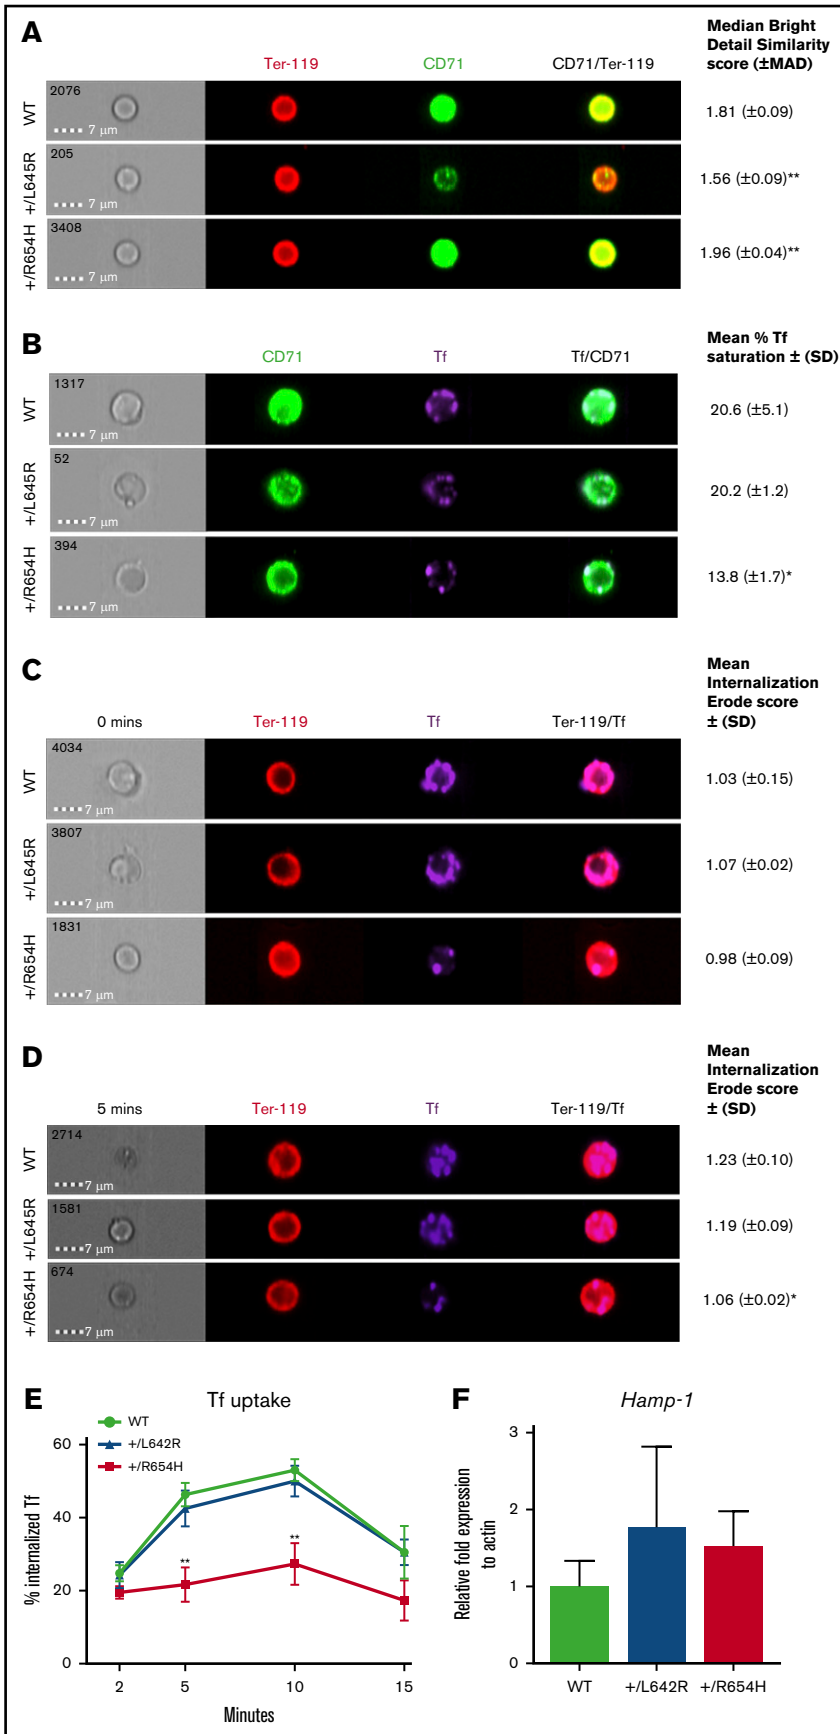 A
Ter-119 CD71 CD71/Ter-119
Median Bright
Detail Similarity
score (±MAD)
WT 2076 7 µm 1.81 (±0.09)
+/L645R 205 7 µm 1.56 (±0.09)**
+/R654H 3408 7 µm 1.96 (±0.04)**
B
CD71 Tf Tf/CD71
Mean % Tf
saturation ± (SD)
WT 1317 7 µm 20.6 (±5.1)
+/L645R 52 7 µm 20.2 (±1.2)
+/R654H 394 7 µm 13.8 (±1.7)*
C
0 mins Ter-119 Tf Ter-119/Tf
Mean
Internalization
Erode score
± (SD)
WT 4034 7 µm 1.03 (±0.15)
+/L645R 3807 7 µm 1.07 (±0.02)
+/R654H 1831 7 µm 0.98 (±0.09)
D
5 mins Ter-119 Tf Ter-119/Tf
Mean
Internalization
Erode score
± (SD)
WT 2714 7 µm 1.23 (±0.10)
+/L645R 1581 7 µm 1.19 (±0.09)
+/R654H 674 7 µm 1.06 (±0.02)*
E Tf uptake
WT
+/L642R
+/R654H
% internalized Tf
60
40
20
0
** **
2 5 10 15
Minutes
F Hamp-1
Relative fold expression
to actin
3
2
1
0
WT +/L642R +/R654H